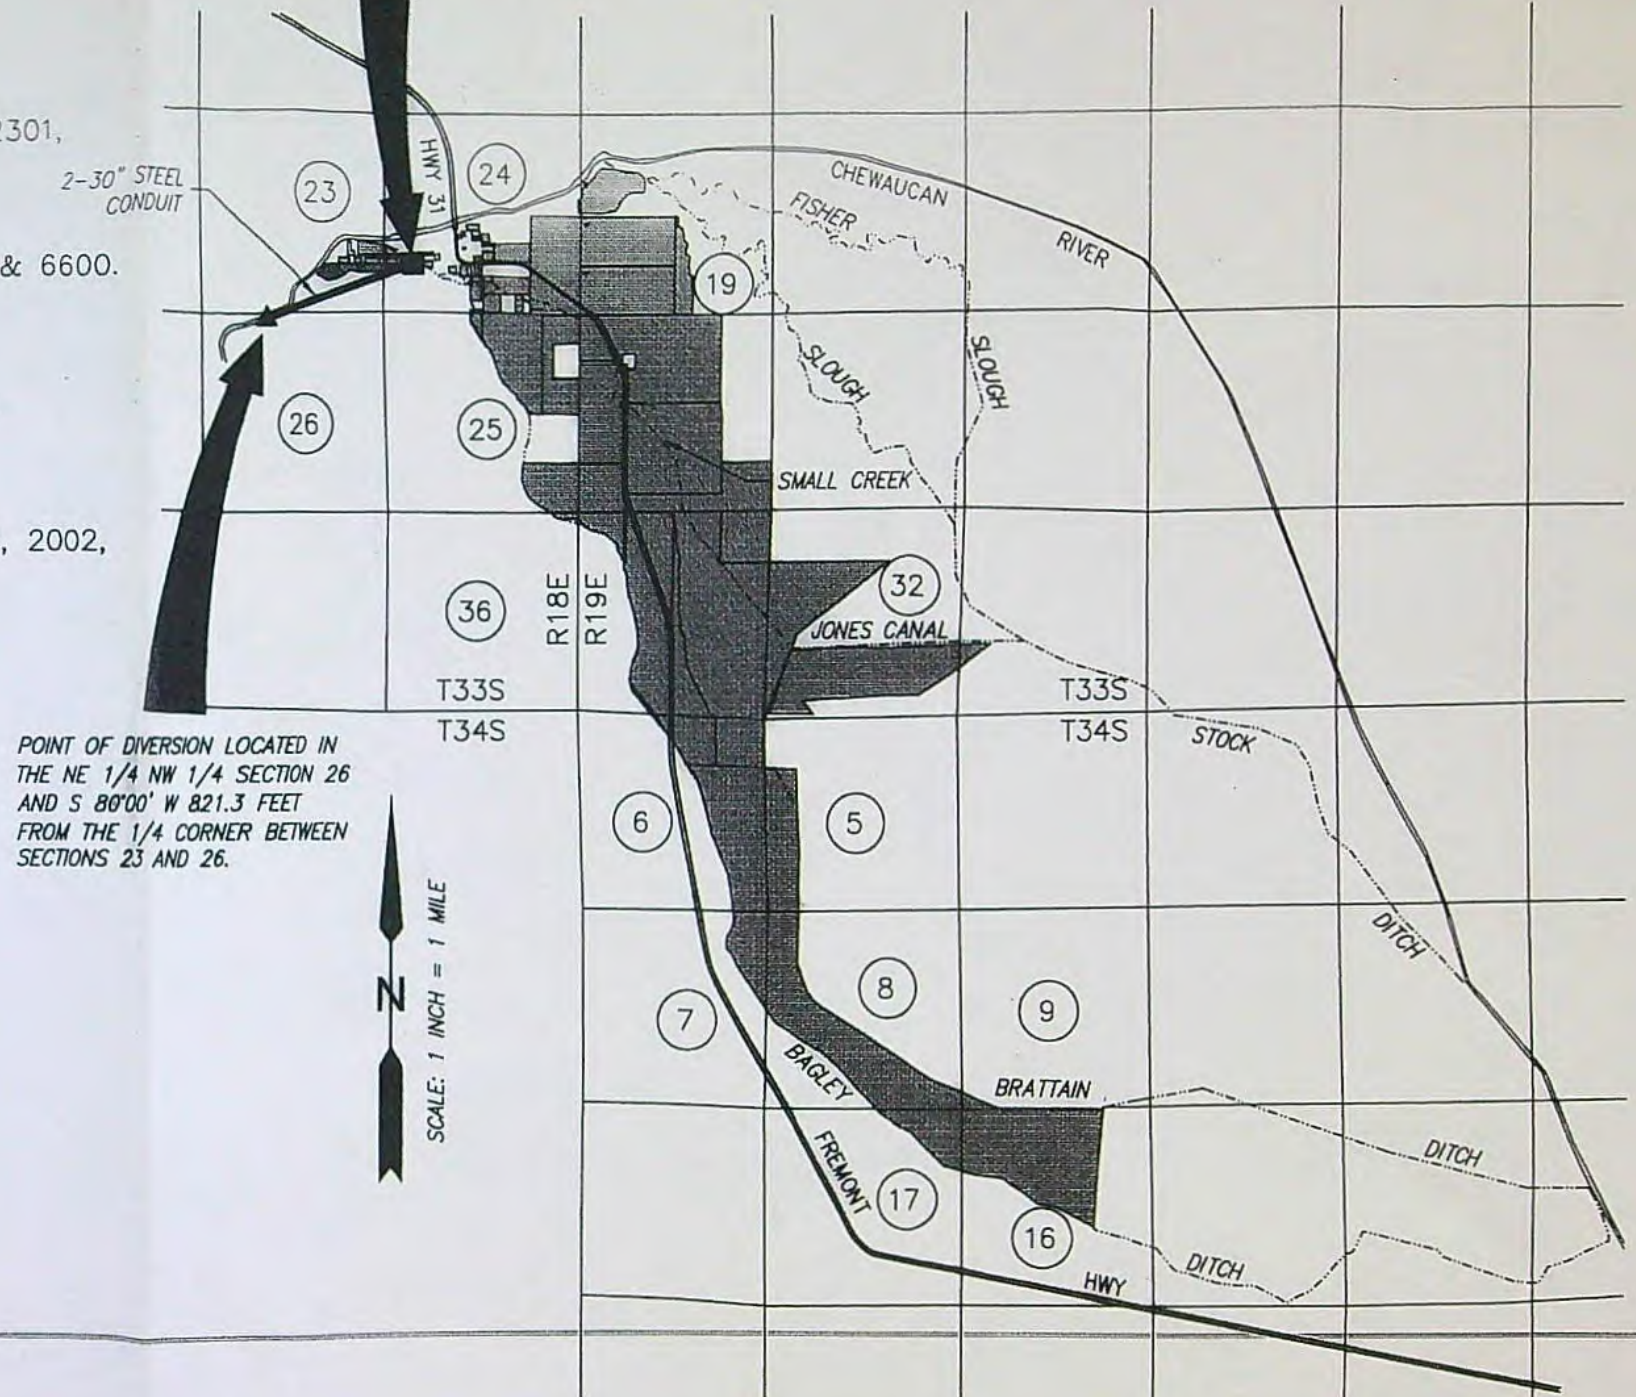 2301,
2-30" STEEL
CONDUIT
& 6600.
, 2002,
HWY 31
23
24
CHEWAUCAN
RIVER
FISHER
SLOUGH
SLOUGH
19
26
25
SMALL CREEK
36
R18E
R19E
32
JONES CANAL
T33S
T34S
T33S
T34S
STOCK
DITCH
POINT OF DIVERSION LOCATED IN
THE NE 1/4 NW 1/4 SECTION 26
AND S 80°00' W 821.3 FEET
FROM THE 1/4 CORNER BETWEEN
SECTIONS 23 AND 26.
N
SCALE: 1 INCH = 1 MILE
6
5
7
8
9
BAGLEY
BRATTAIN
DITCH
FREMONT
17
16
DITCH
HWY